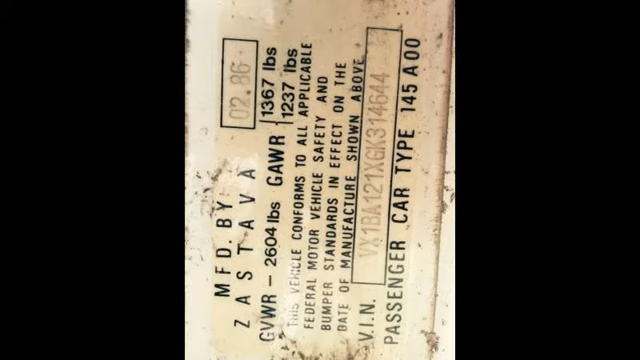 MFD. BY 02.86
ZASTAVA
GVWR – 2604 lbs GAWR 1367 lbs
1237 lbs
THIS VEHICLE CONFORMS TO ALL APPLICABLE
FEDERAL MOTOR VEHICLE SAFETY AND
BUMPER STANDARDS IN EFFECT ON THE
DATE OF MANUFACTURE SHOWN ABOVE
V.I.N. VX1BA121XGK314644
PASSENGER CAR TYPE 145 A 00